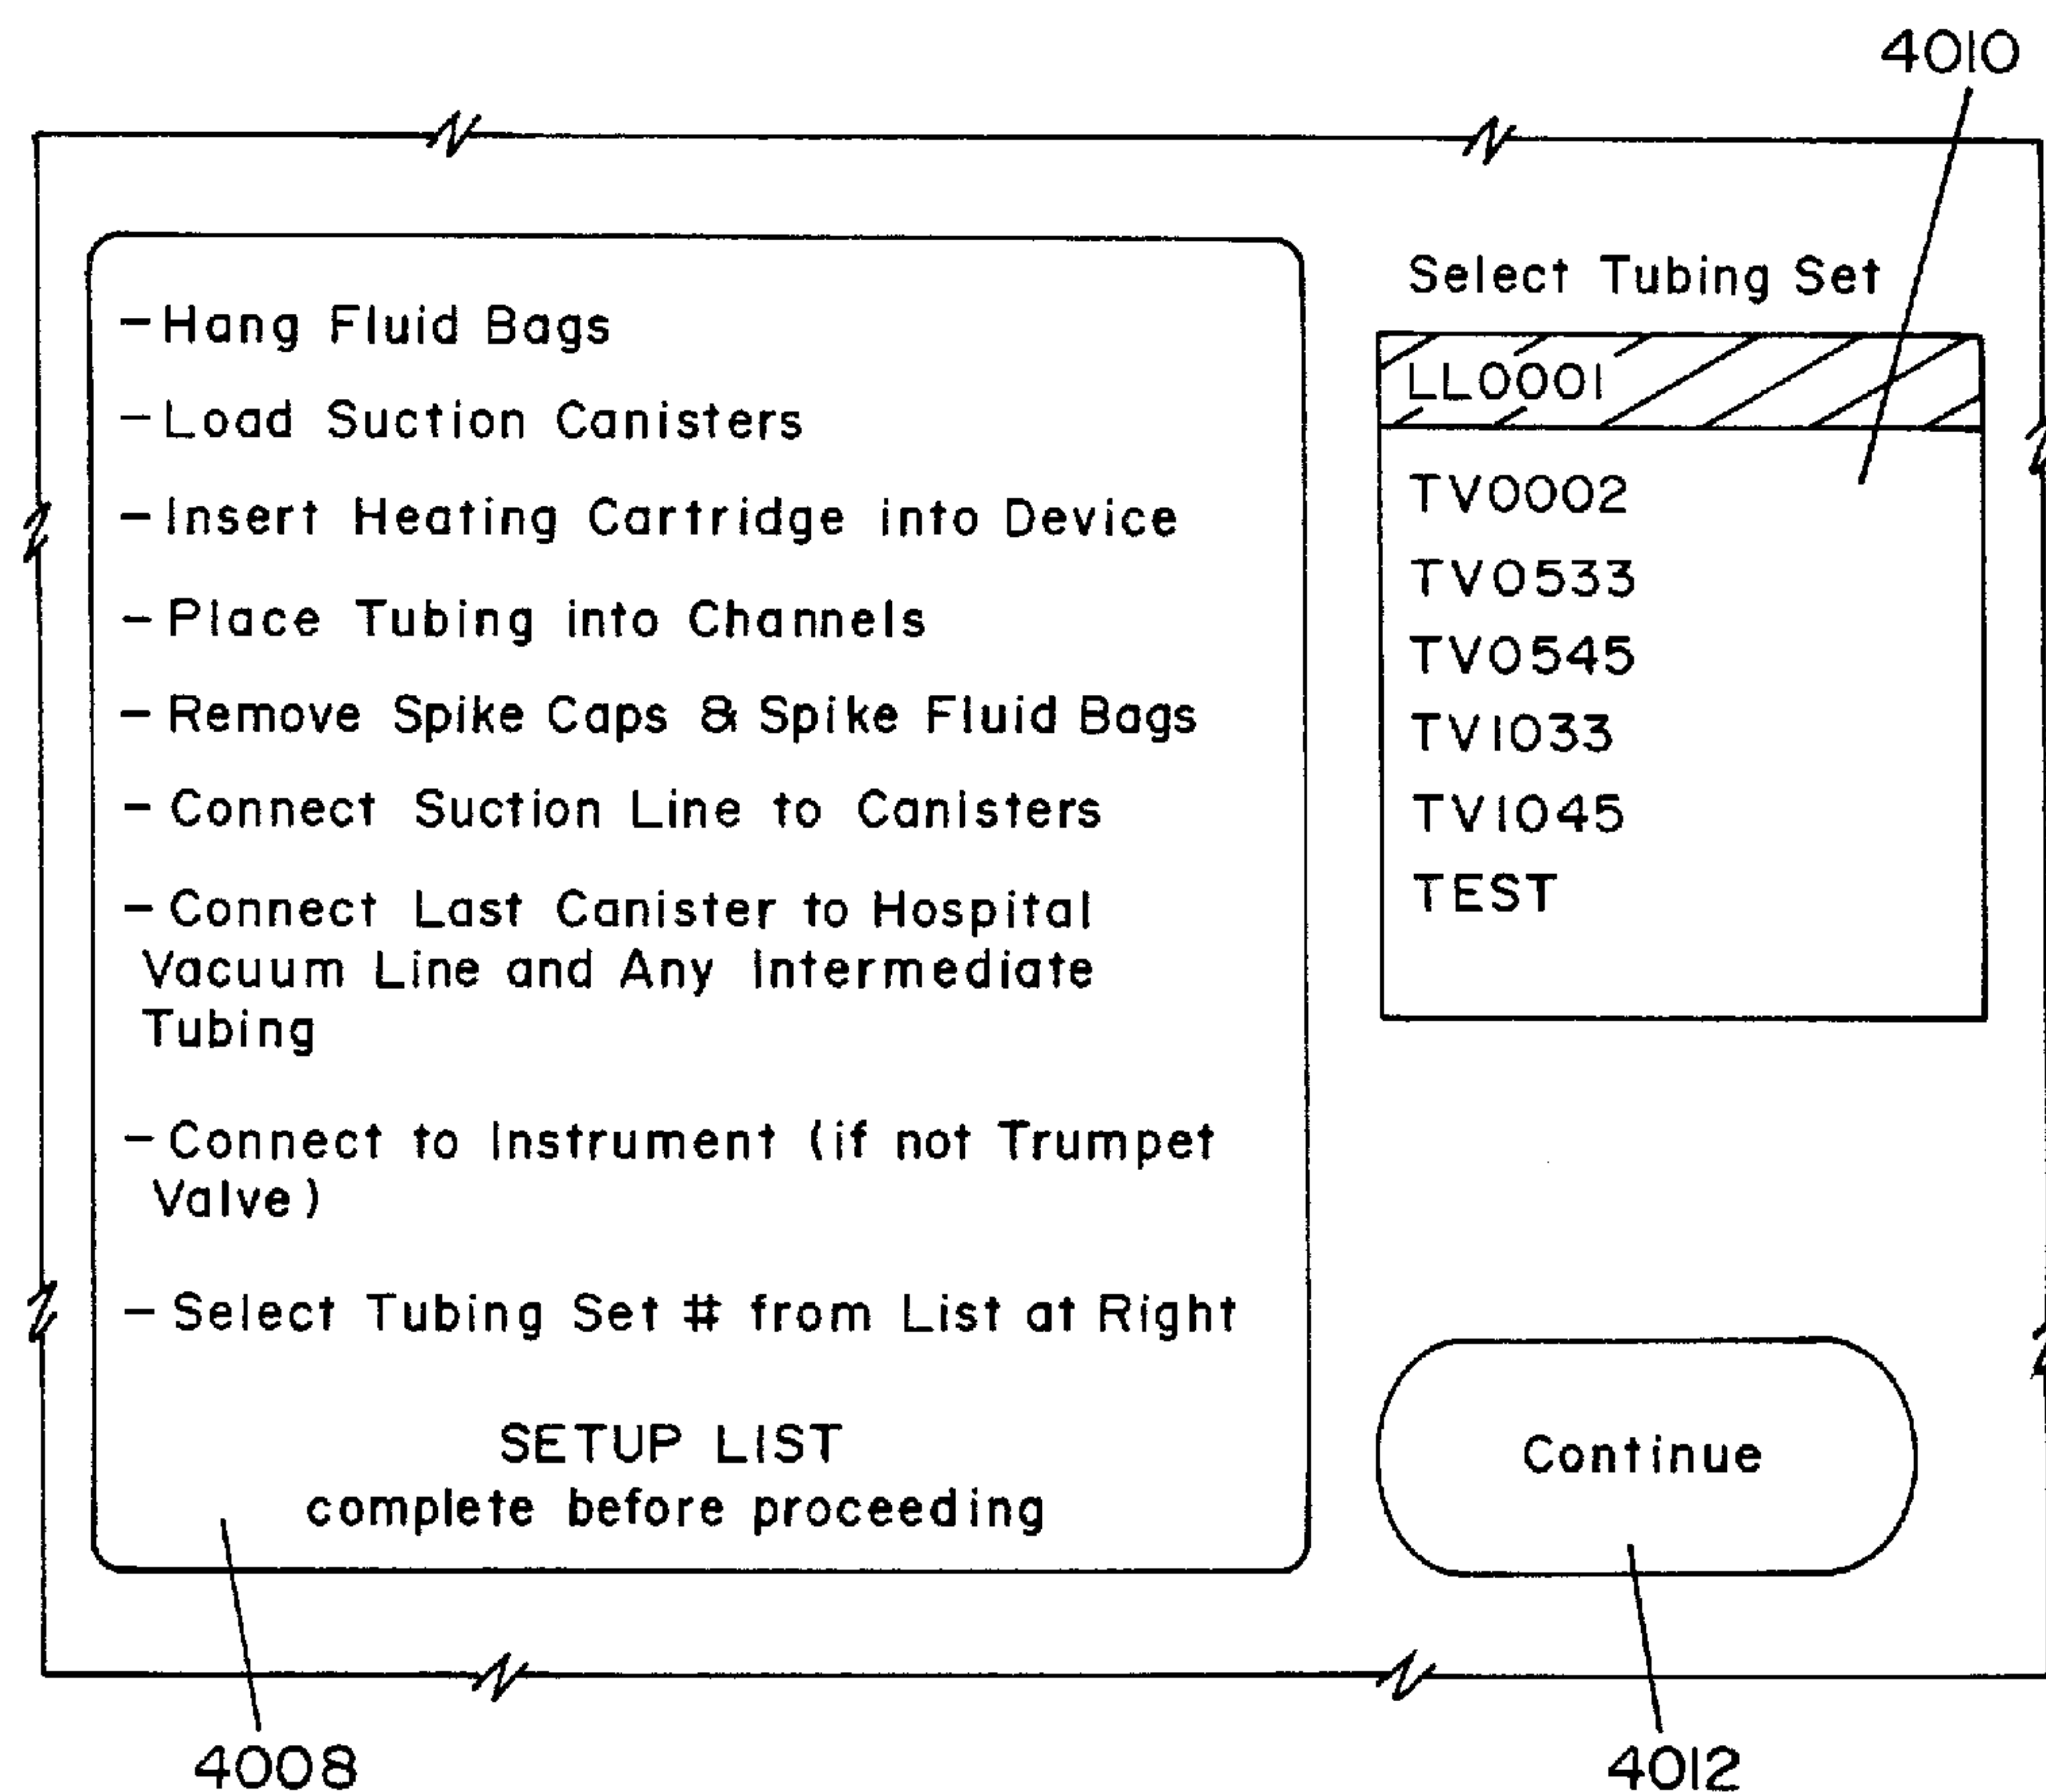 4010
- Hang Fluid Bags
- Load Suction Canisters
- Insert Heating Cartridge into Device
- Place Tubing into Channels
- Remove Spike Caps & Spike Fluid Bags
- Connect Suction Line to Canisters
- Connect Last Canister to Hospital
Vacuum Line and Any Intermediate
Tubing
- Connect to Instrument (if not Trumpet
Valve)
- Select Tubing Set # from List at Right
SETUP LIST
complete before proceeding
Select Tubing Set
LL0001
TV0002
TV0533
TV0545
TV1033
TV1045
TEST
Continue
4008
4012